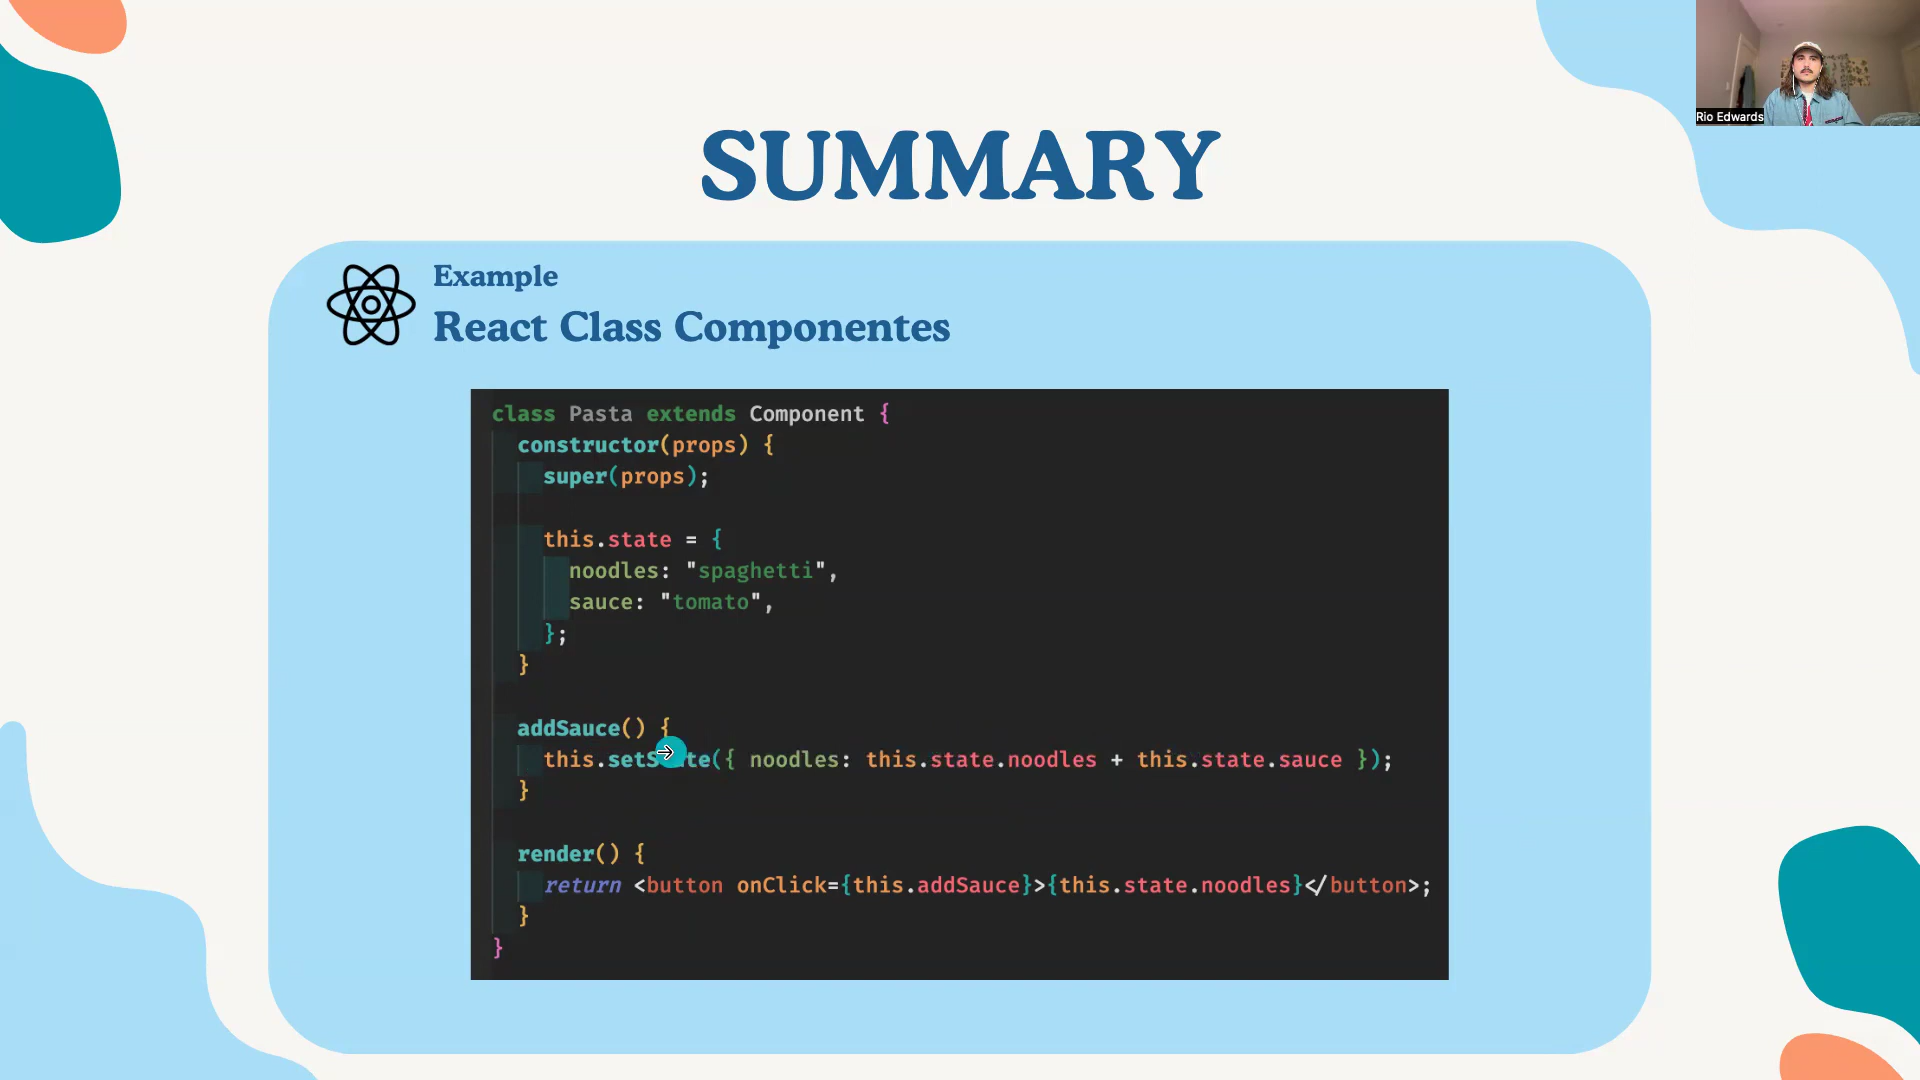 SUMMARY
Rio Edwards
Example
React Class Componentes
class Pasta extends Component {
constructor(props) {
super(props);
this.state = {
noodles: "spaghetti",
sauce: "tomato",
};
}
addSauce() {
this.setState({ noodles: this.state.noodles + this.state.sauce });
}
render() {
return <button onClick={this.addSauce}>{this.state.noodles}</button>;
}
}